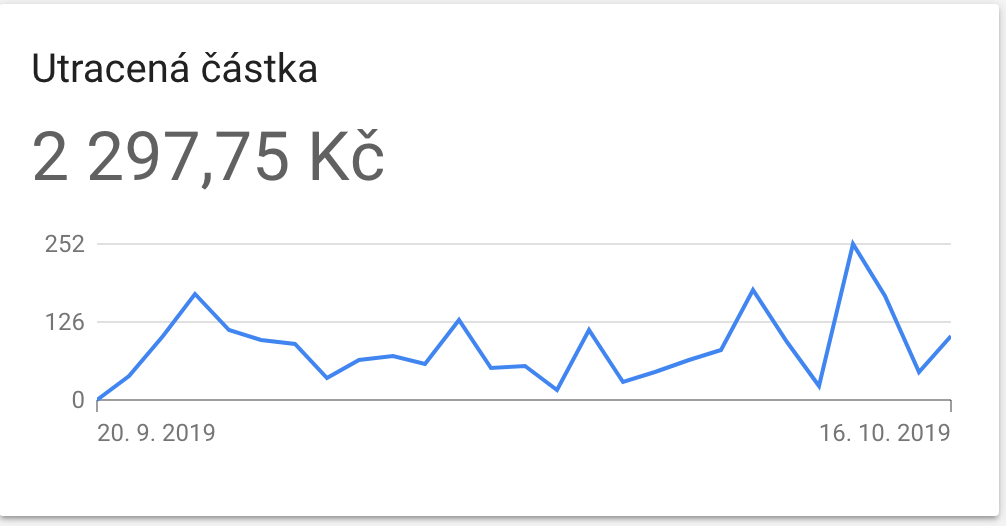 Utracená částka
2 297,75 Kč
252
126
0
20. 9. 2019
16. 10. 2019